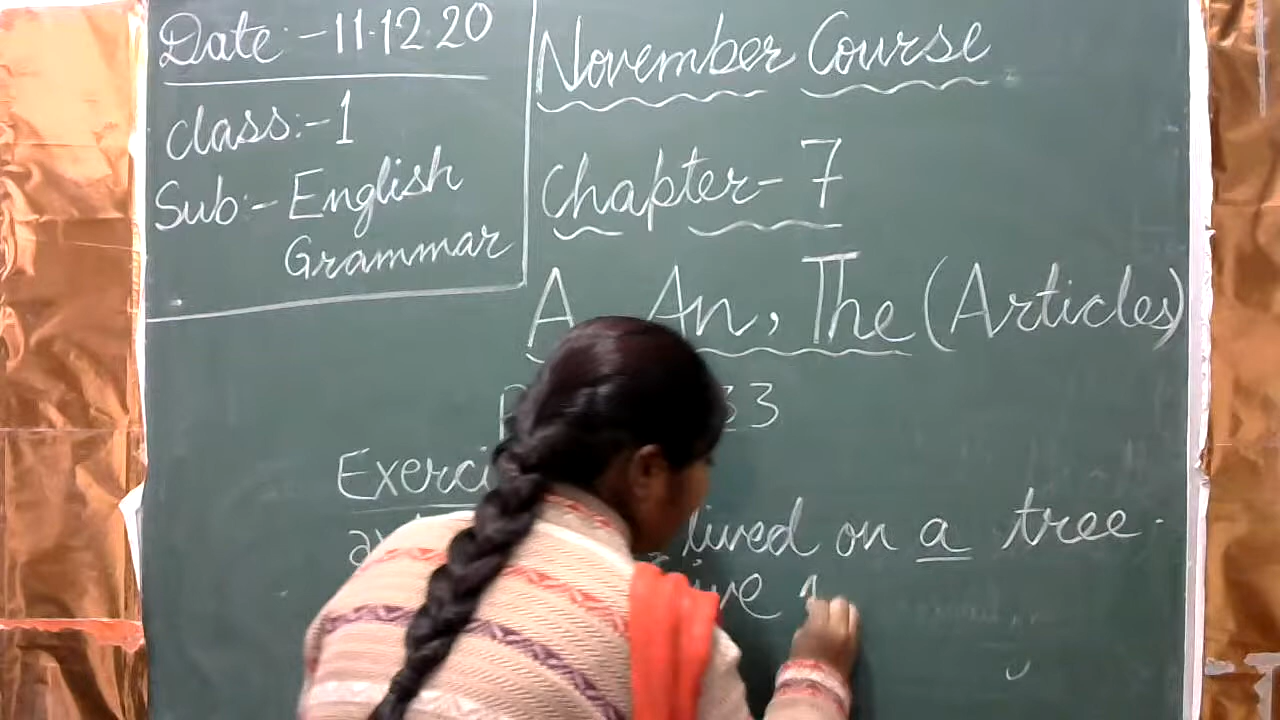 Date:-11.12.20
class:-1
Sub:-English
Grammar
November Course
Chapter-7
A An, The (Articles)
33
Exerci
lived on a tree.